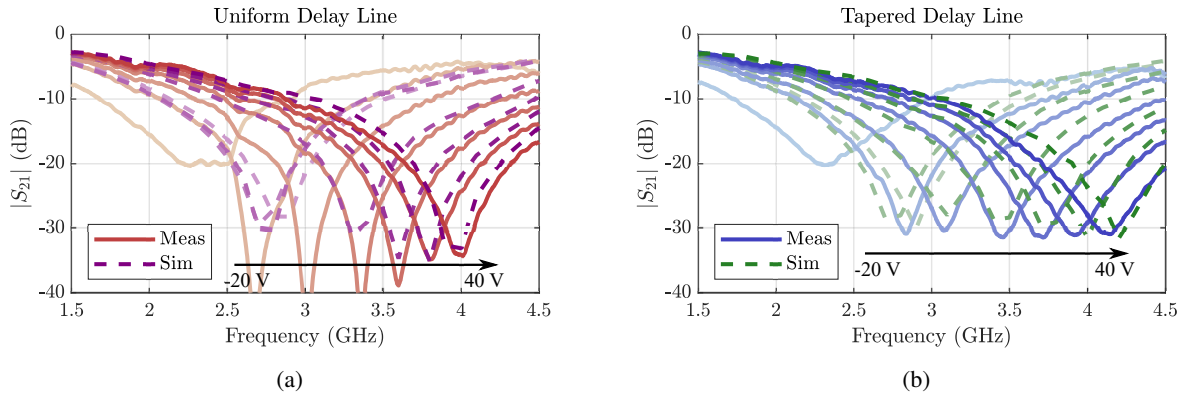 Uniform Delay Line
0
-10
-20
-30
-40
|S21| (dB)
Meas
Sim
-20 V
40 V
1.5 2 2.5 3 3.5 4 4.5
Frequency (GHz)
(a)
Tapered Delay Line
0
-10
-20
-30
-40
|S21| (dB)
Meas
Sim
-20 V
40 V
1.5 2 2.5 3 3.5 4 4.5
Frequency (GHz)
(b)